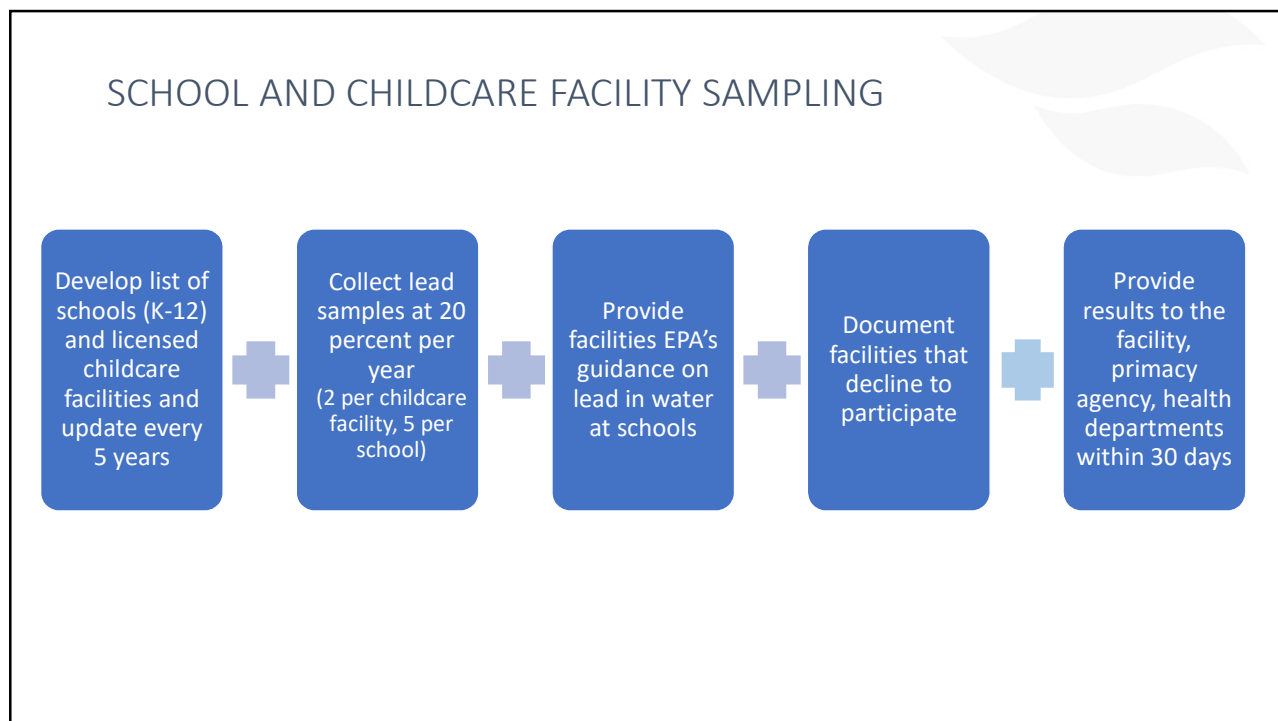 SCHOOL AND CHILDCARE FACILITY SAMPLING
Develop list of
schools (K-12)
and licensed
childcare
facilities and
update every
5 years
Collect lead
samples at 20
percent per
year
(2 per childcare
facility, 5 per
school)
Provide
facilities EPA’s
guidance on
lead in water
at schools
Document
facilities that
decline to
participate
Provide
results to the
facility,
primacy
agency, health
departments
within 30 days